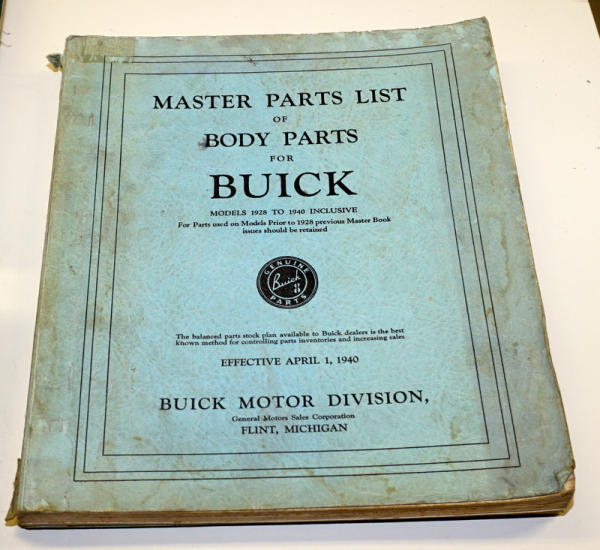 MASTER PARTS LIST
OF
BODY PARTS
FOR
BUICK
MODELS 1928 TO 1940 INCLUSIVE
For Parts used on Models Prior to 1928 previous Master Book
issues should be retained
GENUINE
Buick
8
PARTS
The balanced parts stock plan available to Buick dealers is the best
known method for controlling parts inventories and increasing sales
EFFECTIVE APRIL 1, 1940
BUICK MOTOR DIVISION,
General Motors Sales Corporation
FLINT, MICHIGAN